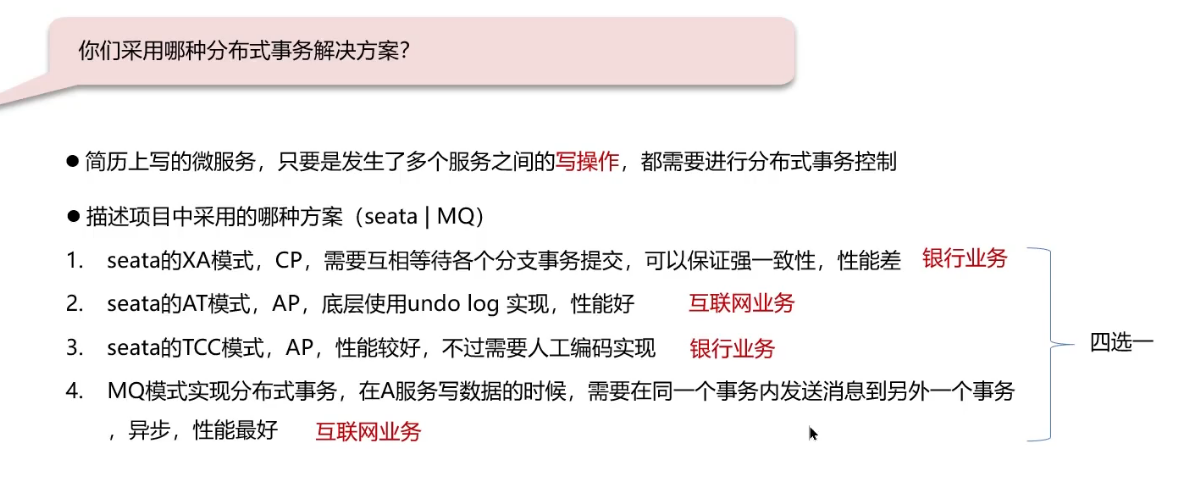 你们采用哪种分布式事务解决方案?
● 简历上写的微服务，只要是发生了多个服务之间的写操作，都需要进行分布式事务控制
● 描述项目中采用的哪种方案（seata | MQ）
1. seata的XA模式，CP，需要互相等待各个分支事务提交，可以保证强一致性，性能差 银行业务
2. seata的AT模式，AP，底层使用undo log 实现，性能好 互联网业务
3. seata的TCC模式，AP，性能较好，不过需要人工编码实现 银行业务
四选一
4. MQ模式实现分布式事务，在A服务写数据的时候，需要在同一个事务内发送消息到另外一个事务
，异步，性能最好 互联网业务